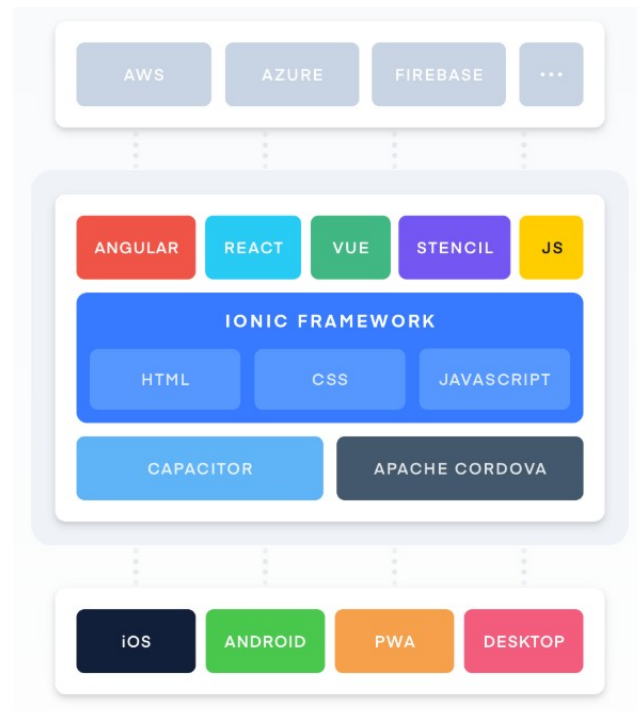 AWS AZURE FIREBASE ...
ANGULAR REACT VUE STENCIL JS
IONIC FRAMEWORK
HTML CSS JAVASCRIPT
CAPACITOR APACHE CORDOVA
iOS ANDROID PWA DESKTOP